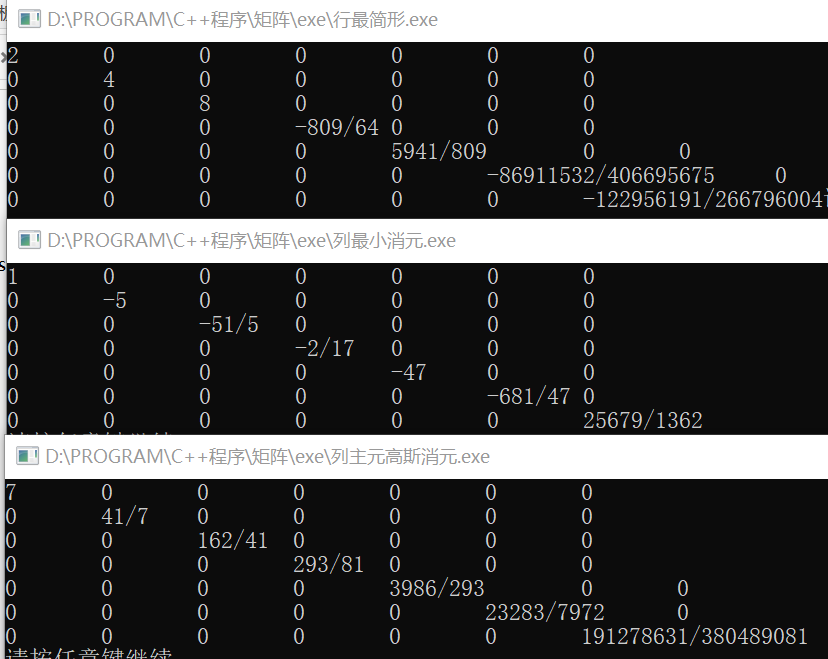 D:\PROGRAM\C++程序\矩阵\exe\行最简形.exe
2 0 0 0 0 0 0
0 4 0 0 0 0 0
0 0 8 0 0 0 0
0 0 0 -809/64 0 0 0
0 0 0 0 5941/809 0 0
0 0 0 0 0 -86911532/406695675 0
0 0 0 0 0 0 -122956191/266796004
D:\PROGRAM\C++程序\矩阵\exe\列最小消元.exe
1 0 0 0 0 0 0
0 -5 0 0 0 0 0
0 0 -51/5 0 0 0 0
0 0 0 -2/17 0 0 0
0 0 0 0 -47 0 0
0 0 0 0 0 -681/47 0
0 0 0 0 0 0 25679/1362
D:\PROGRAM\C++程序\矩阵\exe\列主元高斯消元.exe
7 0 0 0 0 0 0
0 41/7 0 0 0 0 0
0 0 162/41 0 0 0 0
0 0 0 293/81 0 0 0
0 0 0 0 3986/293 0 0
0 0 0 0 0 23283/7972 0
0 0 0 0 0 0 191278631/380489081
请按任意键继续